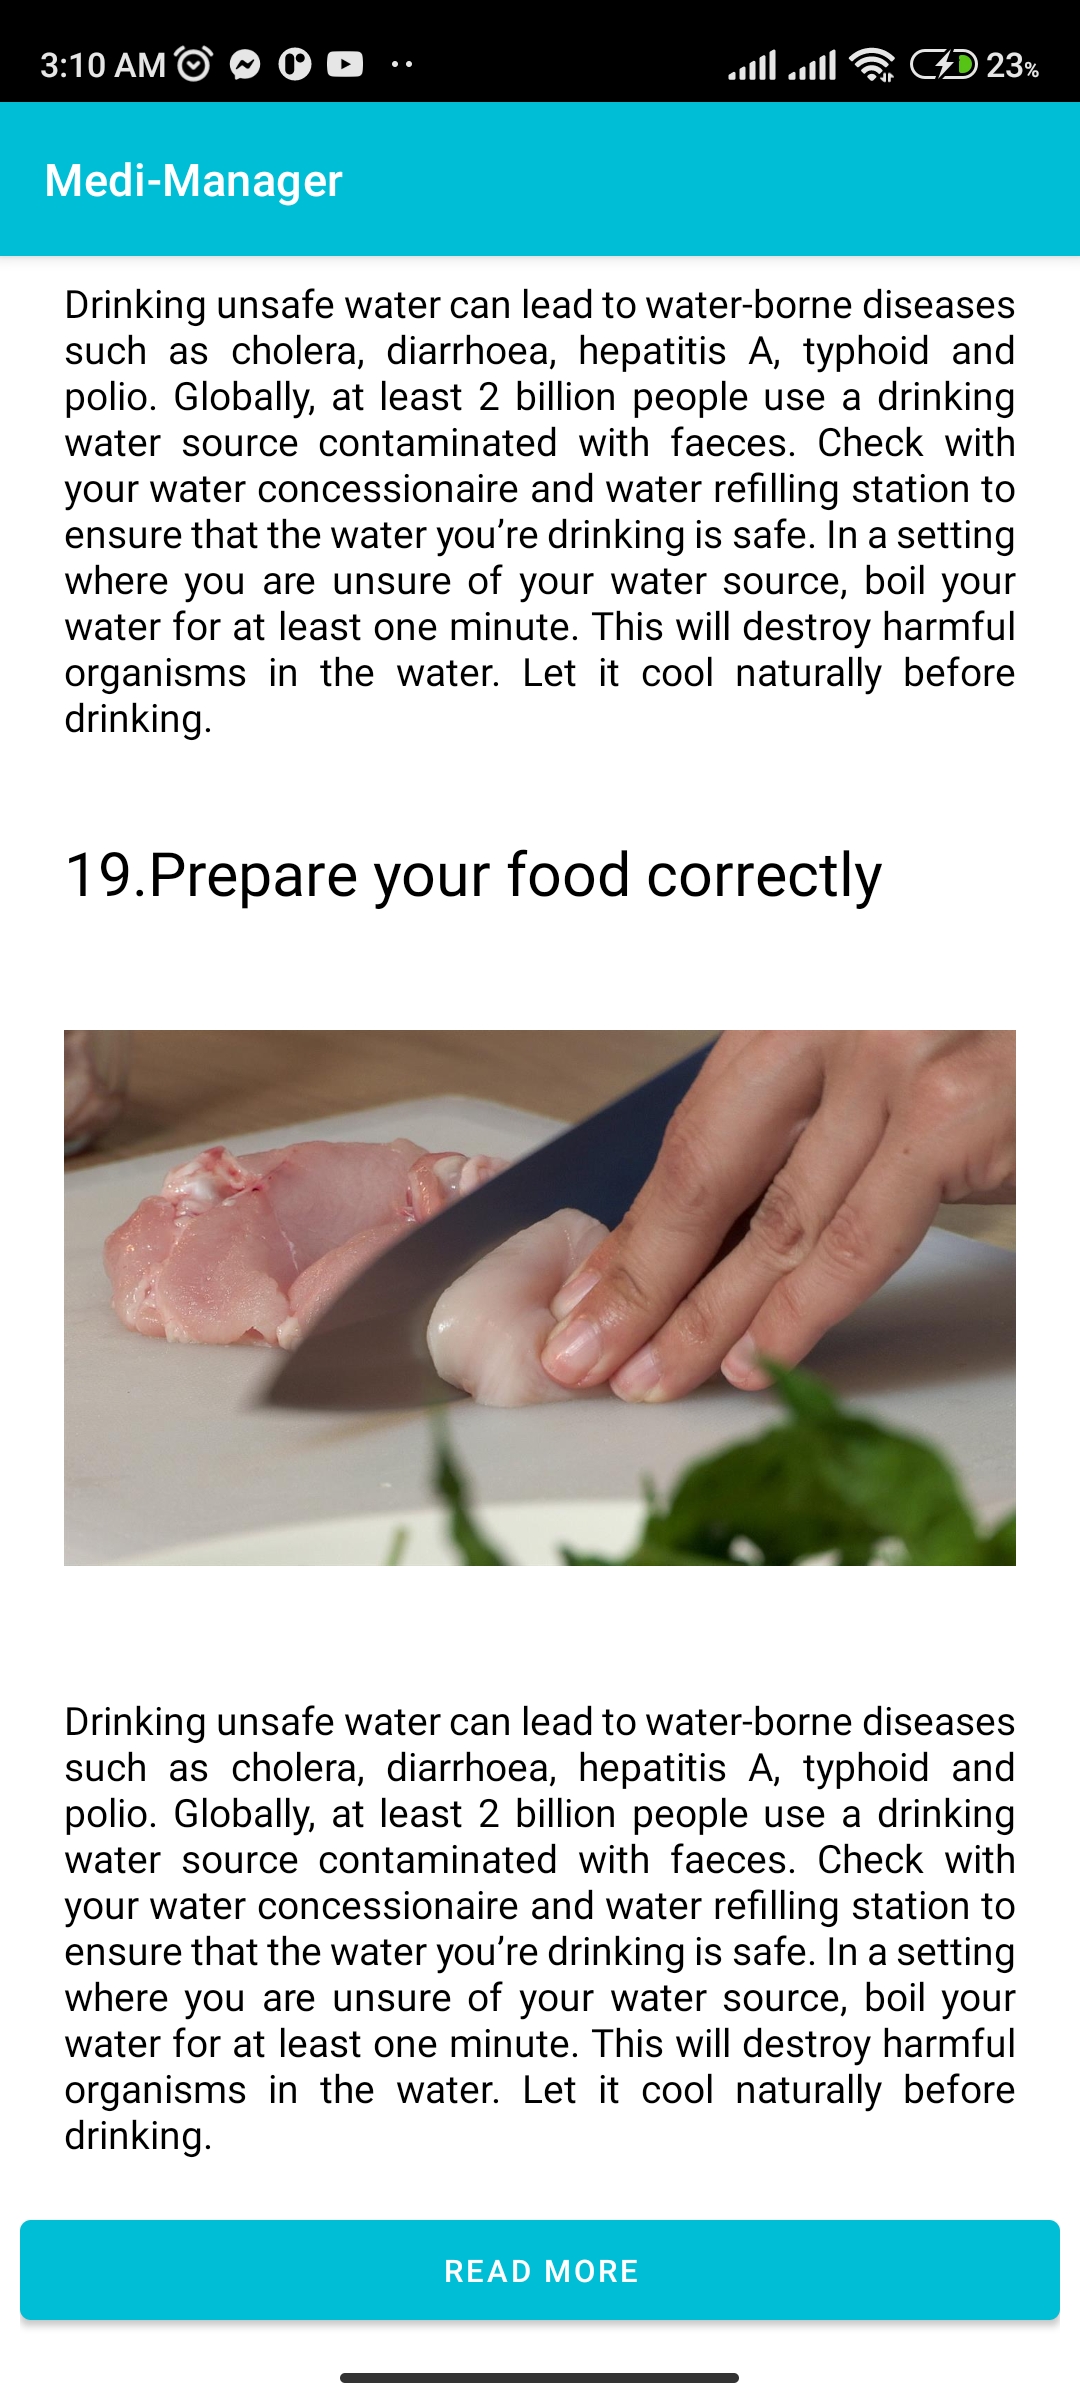 3:10 AM
23%
Medi-Manager
Drinking unsafe water can lead to water-borne diseases
such as cholera, diarrhoea, hepatitis A, typhoid and
polio. Globally, at least 2 billion people use a drinking
water source contaminated with faeces. Check with
your water concessionaire and water refilling station to
ensure that the water you’re drinking is safe. In a setting
where you are unsure of your water source, boil your
water for at least one minute. This will destroy harmful
organisms in the water. Let it cool naturally before
drinking.
19.Prepare your food correctly
Drinking unsafe water can lead to water-borne diseases
such as cholera, diarrhoea, hepatitis A, typhoid and
polio. Globally, at least 2 billion people use a drinking
water source contaminated with faeces. Check with
your water concessionaire and water refilling station to
ensure that the water you’re drinking is safe. In a setting
where you are unsure of your water source, boil your
water for at least one minute. This will destroy harmful
organisms in the water. Let it cool naturally before
drinking.
READ MORE